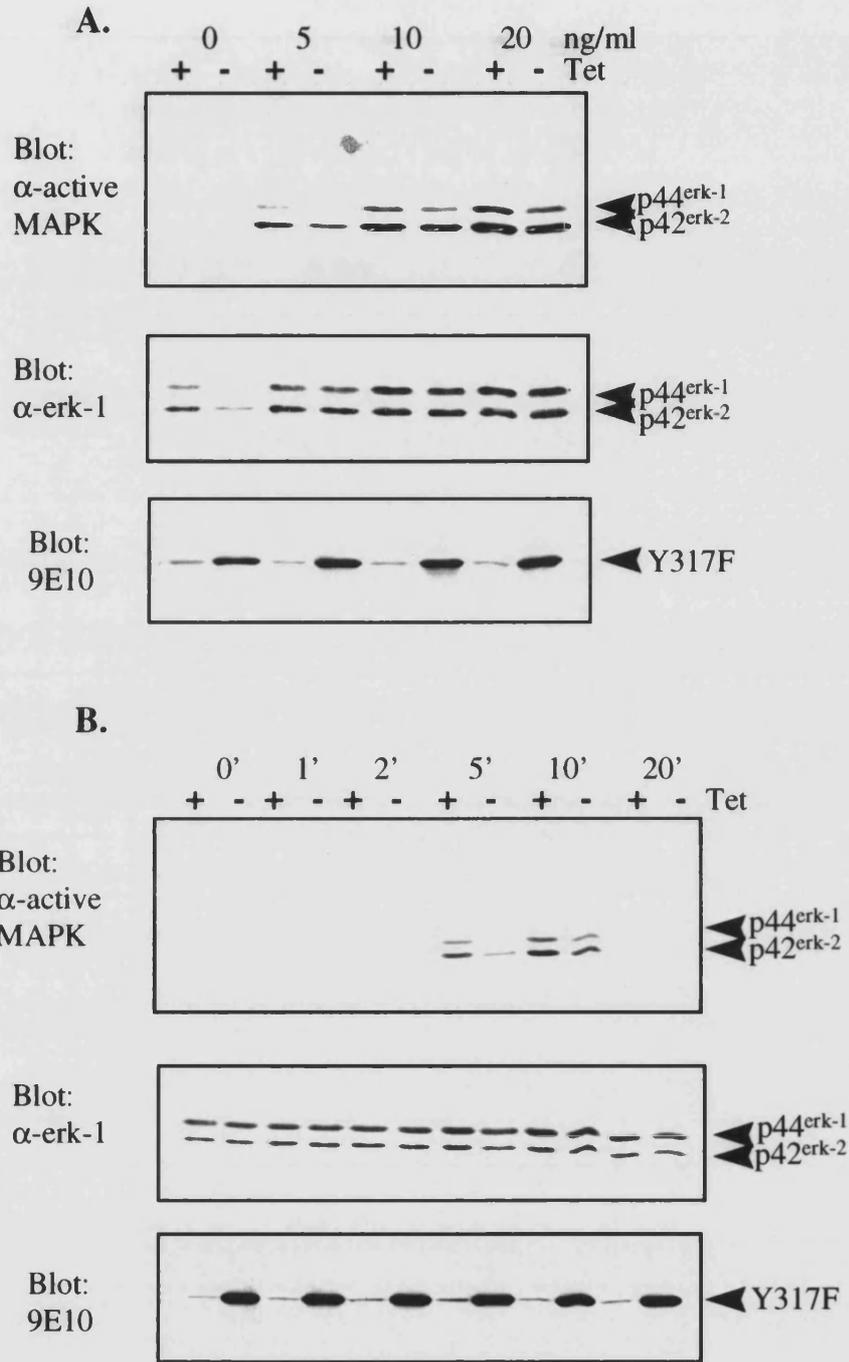 A.
0 5 10 20 ng/ml
+ - + - + - + - Tet
Blot:
α-active
MAPK
p44erk-1
p42erk-2
Blot:
α-erk-1
p44erk-1
p42erk-2
Blot:
9E10
Y317F
B.
0' 1' 2' 5' 10' 20'
+ - + - + - + - + - + - Tet
Blot:
α-active
MAPK
p44erk-1
p42erk-2
Blot:
α-erk-1
p44erk-1
p42erk-2
Blot:
9E10
Y317F